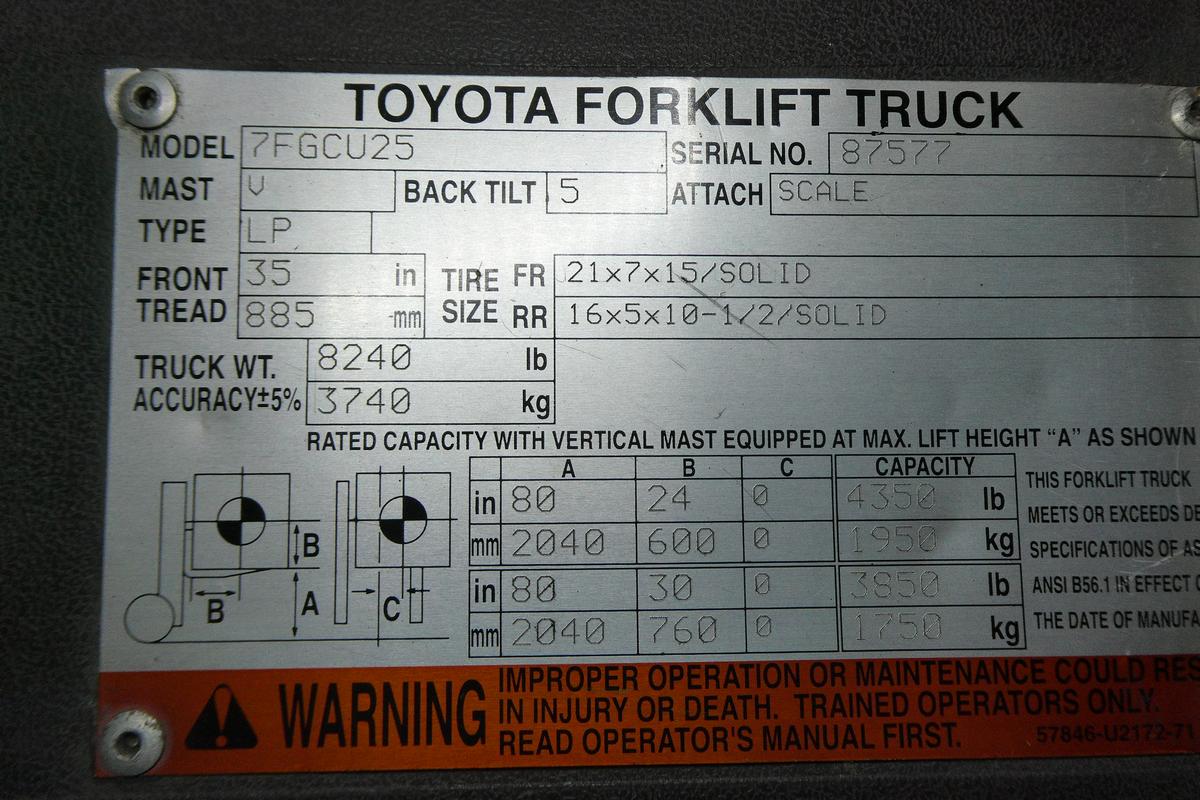 TOYOTA FORKLIFT TRUCK
MODEL 7FGCU25 SERIAL NO. 87577
MAST V BACK TILT 5 ATTACH SCALE
TYPE LP
FRONT TREAD 35 in TIRE SIZE FR 21x7x15/SOLID
885 mm RR 16x5x10-1/2/SOLID
TRUCK WT. 8240 lb
ACCURACY±5% 3740 kg
RATED CAPACITY WITH VERTICAL MAST EQUIPPED AT MAX. LIFT HEIGHT “A” AS SHOWN
A B C CAPACITY
in 80 24 0 4350 lb
mm 2040 600 0 1950 kg
in 80 30 0 3850 lb
mm 2040 760 0 1750 kg
B
B
A
C
THIS FORKLIFT TRUCK
MEETS OR EXCEEDS DE
SPECIFICATIONS OF AS
ANSI B56.1 IN EFFECT O
THE DATE OF MANUFA
WARNING
IMPROPER OPERATION OR MAINTENANCE COULD RES
IN INJURY OR DEATH. TRAINED OPERATORS ONLY.
READ OPERATOR'S MANUAL FIRST.
57846-U2172-71